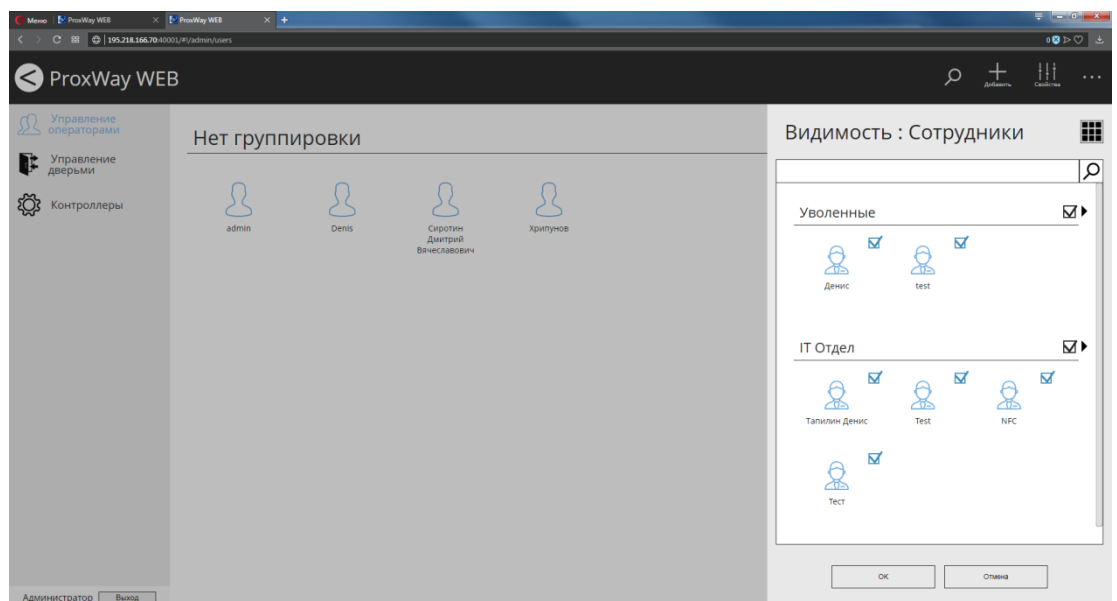 Меню
ProxWay WEB
ProxWay WEB
195.218.166.70:40001/#!/admin/users
0
ProxWay WEB
Добавить
Свойства
Управление
операторами
Управление
дверьми
Контроллеры
Нет группировки
admin
Denis
Сиротин
Дмитрий
Вячеславович
Хрипунов
Видимость : Сотрудники
Уволенные
Денис
test
IT Отдел
Тапилин Денис
Test
NFC
Тест
OK
Отмена
Администратор
Выход